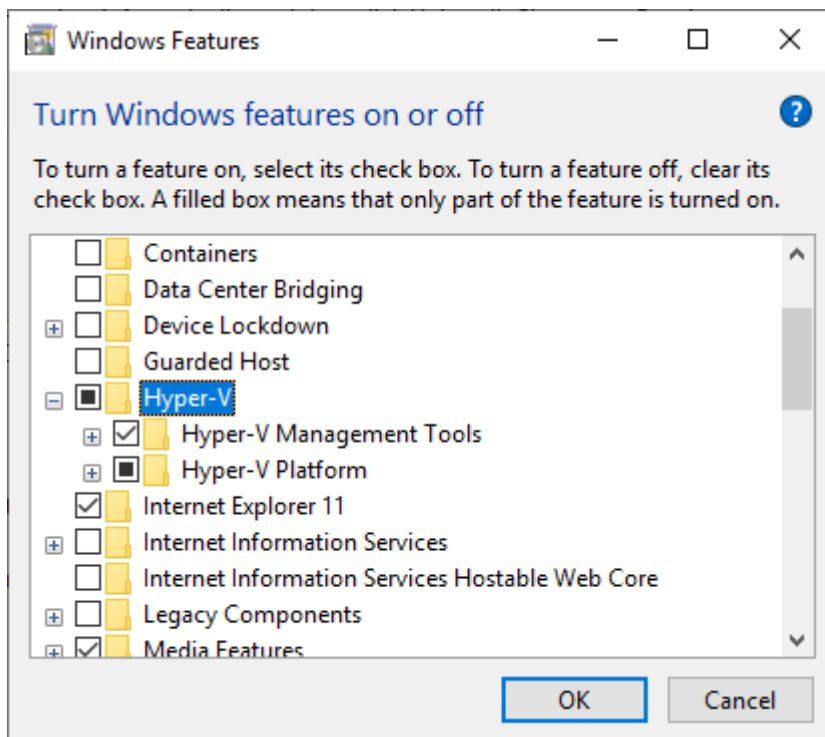 Windows Features
Turn Windows features on or off
To turn a feature on, select its check box. To turn a feature off, clear its
check box. A filled box means that only part of the feature is turned on.
Containers
Data Center Bridging
Device Lockdown
Guarded Host
Hyper-V
Hyper-V Management Tools
Hyper-V Platform
Internet Explorer 11
Internet Information Services
Internet Information Services Hostable Web Core
Legacy Components
Media Features
OK
Cancel